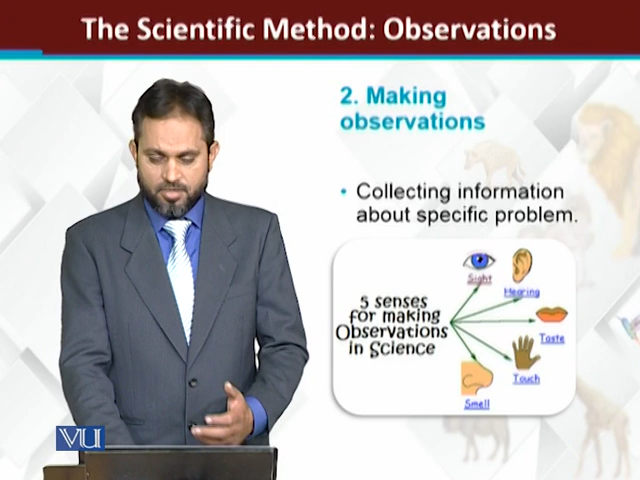 The Scientific Method: Observations
2. Making
observations
• Collecting information
about specific problem.
5 senses
for making
Observations
in Science
Sight
Hearing
Taste
Touch
Smell
VU